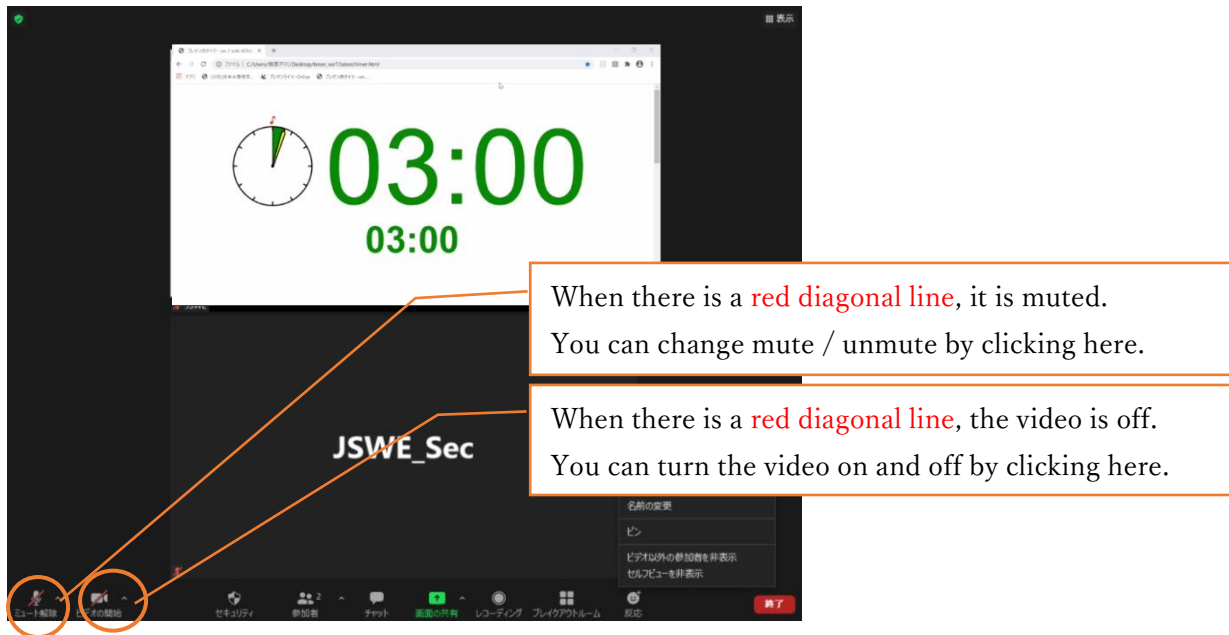 表示
ファイル
03:00
03:00
When there is a red diagonal line, it is muted.
You can change mute / unmute by clicking here.
When there is a red diagonal line, the video is off.
You can turn the video on and off by clicking here.
JSWE
JSWE_Sec
名前の変更
ピン
ビデオ以外の参加者を非表示
セルフビューを非表示
ミュート解除 ビデオの開始 セキュリティ 参加者 2 チャット 画面の共有 レコーディング ブレイクアウトルーム 反応 終了